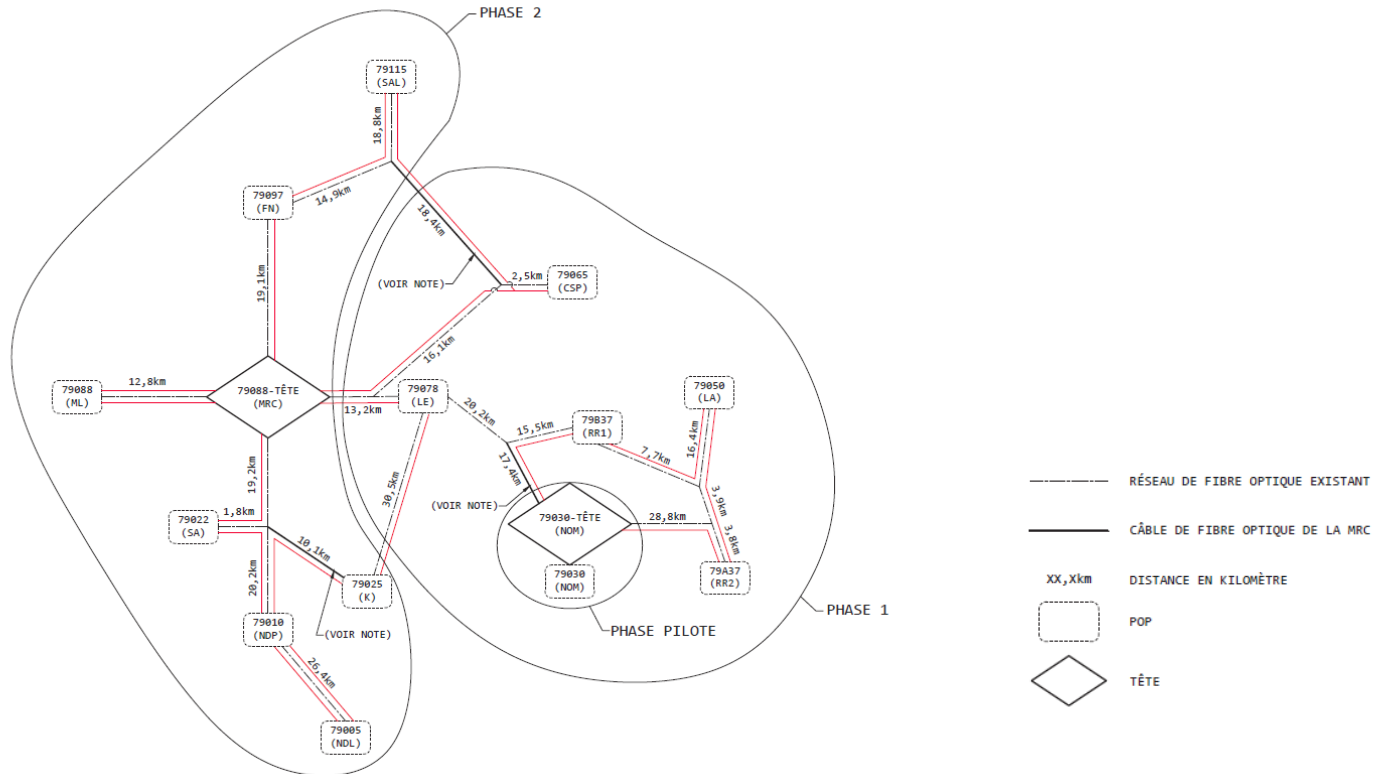 PHASE 2
79115
(SAL)
18,8km
79097
(FN)
14,9km
18,4km
(VOIR NOTE)
2,5km
79065
(CSP)
19,1km
16,1km
12,8km
79088
(ML)
79088-TÊTE
(MRC)
13,2km
79078
(LE)
20,2km
15,5km
79B37
(RR1)
79050
(LA)
7,7km
16,4km
17,4km
(VOIR NOTE)
30,5km
19,2km
1,8km
79022
(SA)
10,1km
79030-TÊTE
(NOM)
28,8km
3,9km
3,8km
79A37
(RR2)
79030
(NOM)
79025
(K)
20,2km
(VOIR NOTE)
79010
(NDP)
26,4km
79005
(NDL)
PHASE PILOTE
PHASE 1
RÉSEAU DE FIBRE OPTIQUE EXISTANT
CÂBLE DE FIBRE OPTIQUE DE LA MRC
XX,Xkm DISTANCE EN KILOMÈTRE
POP
TÊTE